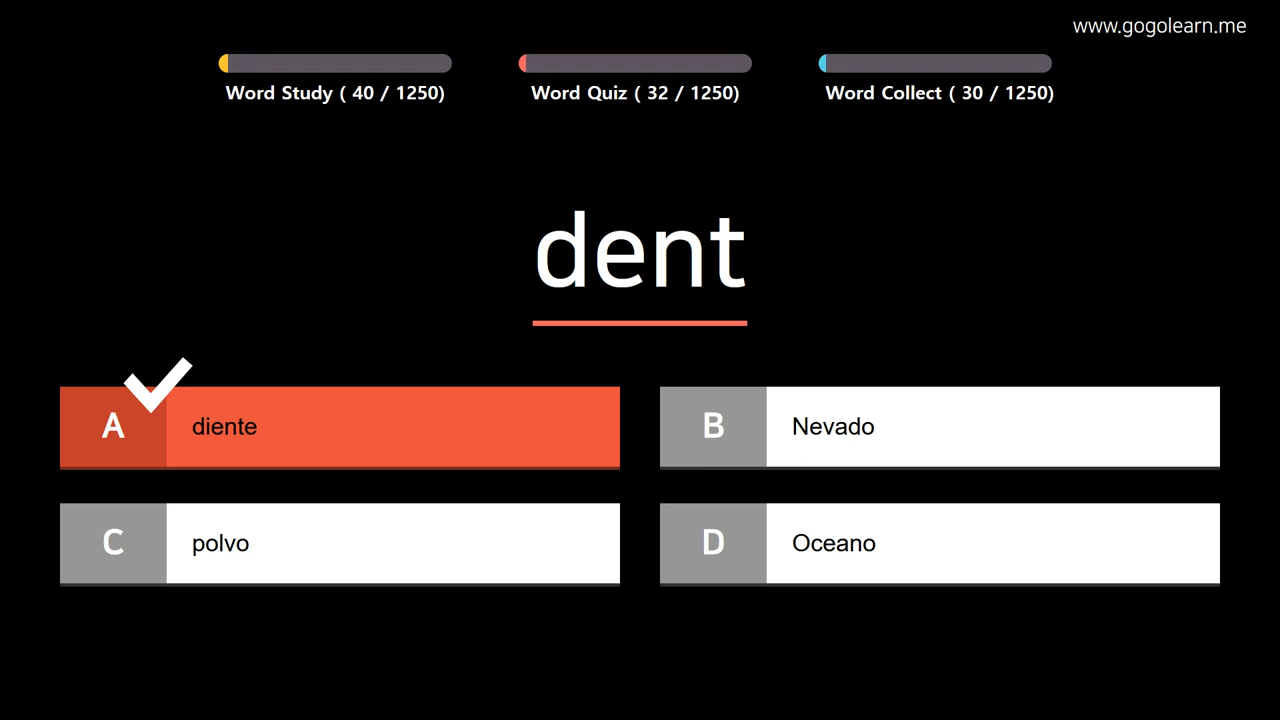 www.gogolearn.me
Word Study ( 40 / 1250)
Word Quiz ( 32 / 1250)
Word Collect ( 30 / 1250)
dent
A diente
B Nevado
C polvo
D Oceano